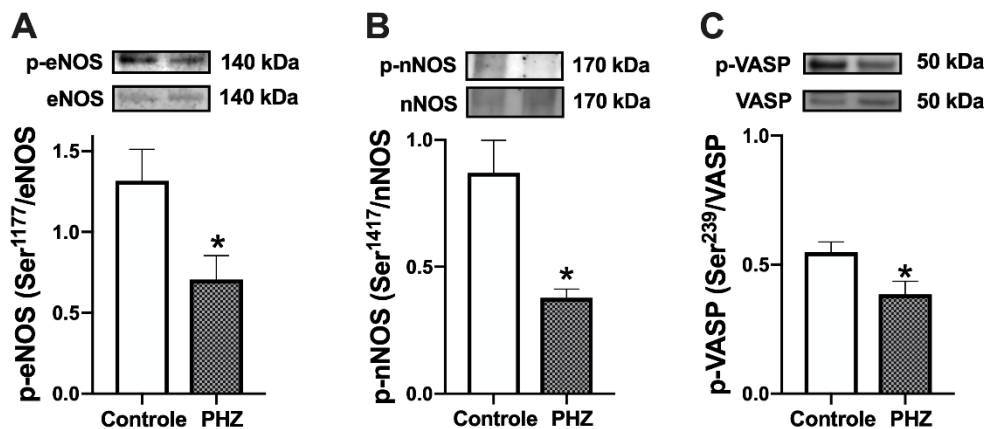 A
p-eNOS 140 kDa
eNOS 140 kDa
p-eNOS (Ser1177/eNOS
1.5
1.0
0.5
0.0
*
Controle PHZ
B
p-nNOS 170 kDa
nNOS 170 kDa
p-nNOS (Ser1417/nNOS
1.0
0.5
0.0
*
Controle PHZ
C
p-VASP 50 kDa
VASP 50 kDa
p-VASP (Ser239/VASP
1.0
0.5
0.0
*
Controle PHZ